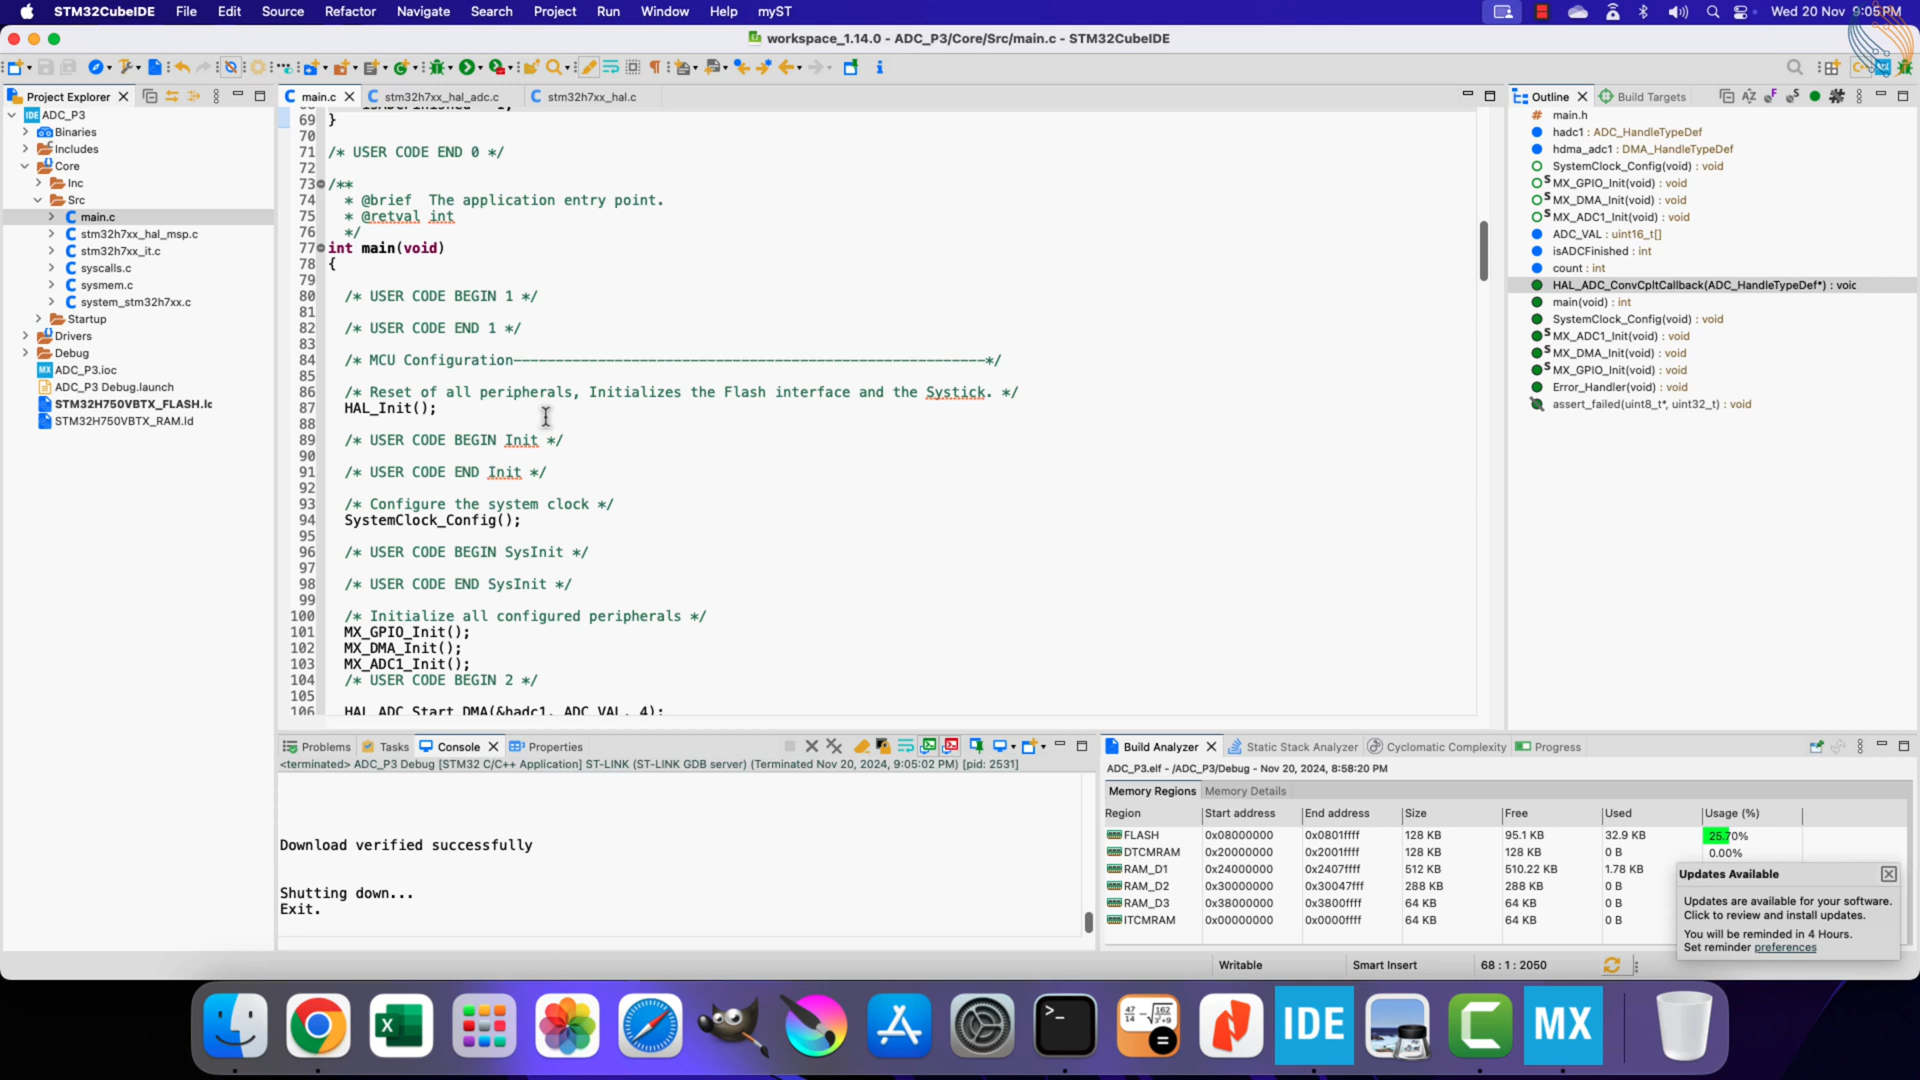 STM32CubeIDE File Edit Source Refactor Navigate Search Project Run Window Help myST Wed 20 Nov 9:05 PM
workspace_1.14.0 - ADC_P3/Core/Src/main.c - STM32CubeIDE
Project Explorer
ADC_P3
Binaries
Includes
Core
Inc
Src
main.c
stm32h7xx_hal_msp.c
stm32h7xx_it.c
syscalls.c
sysmem.c
system_stm32h7xx.c
Startup
Drivers
Debug
ADC_P3.ioc
ADC_P3 Debug.launch
STM32H750VBTX_FLASH.lc
STM32H750VBTX_RAM.ld
main.c stm32h7xx_hal_adc.c stm32h7xx_hal.c
69 }
70
71 /* USER CODE END 0 */
72
73 /**
74 * @brief The application entry point.
75 * @retval int
76 */
77 int main(void)
78 {
79
80 /* USER CODE BEGIN 1 */
81
82 /* USER CODE END 1 */
83
84 /* MCU Configuration--------------------------------------------------------*/
85
86 /* Reset of all peripherals, Initializes the Flash interface and the Systick. */
87 HAL_Init();
88
89 /* USER CODE BEGIN Init */
90
91 /* USER CODE END Init */
92
93 /* Configure the system clock */
94 SystemClock_Config();
95
96 /* USER CODE BEGIN SysInit */
97
98 /* USER CODE END SysInit */
99
100 /* Initialize all configured peripherals */
101 MX_GPIO_Init();
102 MX_DMA_Init();
103 MX_ADC1_Init();
104 /* USER CODE BEGIN 2 */
105
106 HAL_ADC_Start_DMA(&hadc1, ADC_VAL, 4);
Outline Build Targets
main.h
hadc1 : ADC_HandleTypeDef
hdma_adc1 : DMA_HandleTypeDef
SystemClock_Config(void) : void
MX_GPIO_Init(void) : void
MX_DMA_Init(void) : void
MX_ADC1_Init(void) : void
ADC_VAL : uint16_t[]
isADCFinished : int
count : int
HAL_ADC_ConvCpltCallback(ADC_HandleTypeDef*) : voic
main(void) : int
SystemClock_Config(void) : void
MX_ADC1_Init(void) : void
MX_DMA_Init(void) : void
MX_GPIO_Init(void) : void
Error_Handler(void) : void
assert_failed(uint8_t*, uint32_t) : void
Problems Tasks Console Properties
<terminated> ADC_P3 Debug [STM32 C/C++ Application] ST-LINK (ST-LINK GDB server) (Terminated Nov 20, 2024, 9:05:02 PM) [pid: 2531]
Download verified successfully
Shutting down...
Exit.
Build Analyzer Static Stack Analyzer Cyclomatic Complexity Progress
ADC_P3.elf - /ADC_P3/Debug - Nov 20, 2024, 8:58:20 PM
Memory Regions Memory Details
Region Start address End address Size Free Used Usage (%)
FLASH 0x08000000 0x0801ffff 128 KB 95.1 KB 32.9 KB 25.70%
DTCMRAM 0x20000000 0x2001ffff 128 KB 128 KB 0 B 0.00%
RAM_D1 0x24000000 0x2407ffff 512 KB 510.22 KB 1.78 KB
RAM_D2 0x30000000 0x30047fff 288 KB 288 KB 0 B
RAM_D3 0x38000000 0x3800ffff 64 KB 64 KB 0 B
ITCMRAM 0x00000000 0x0000ffff 64 KB 64 KB 0 B
Updates Available
Updates are available for your software.
Click to review and install updates.
You will be reminded in 4 Hours.
Set reminder preferences
Writable Smart Insert 68 : 1 : 2050
IDE MX